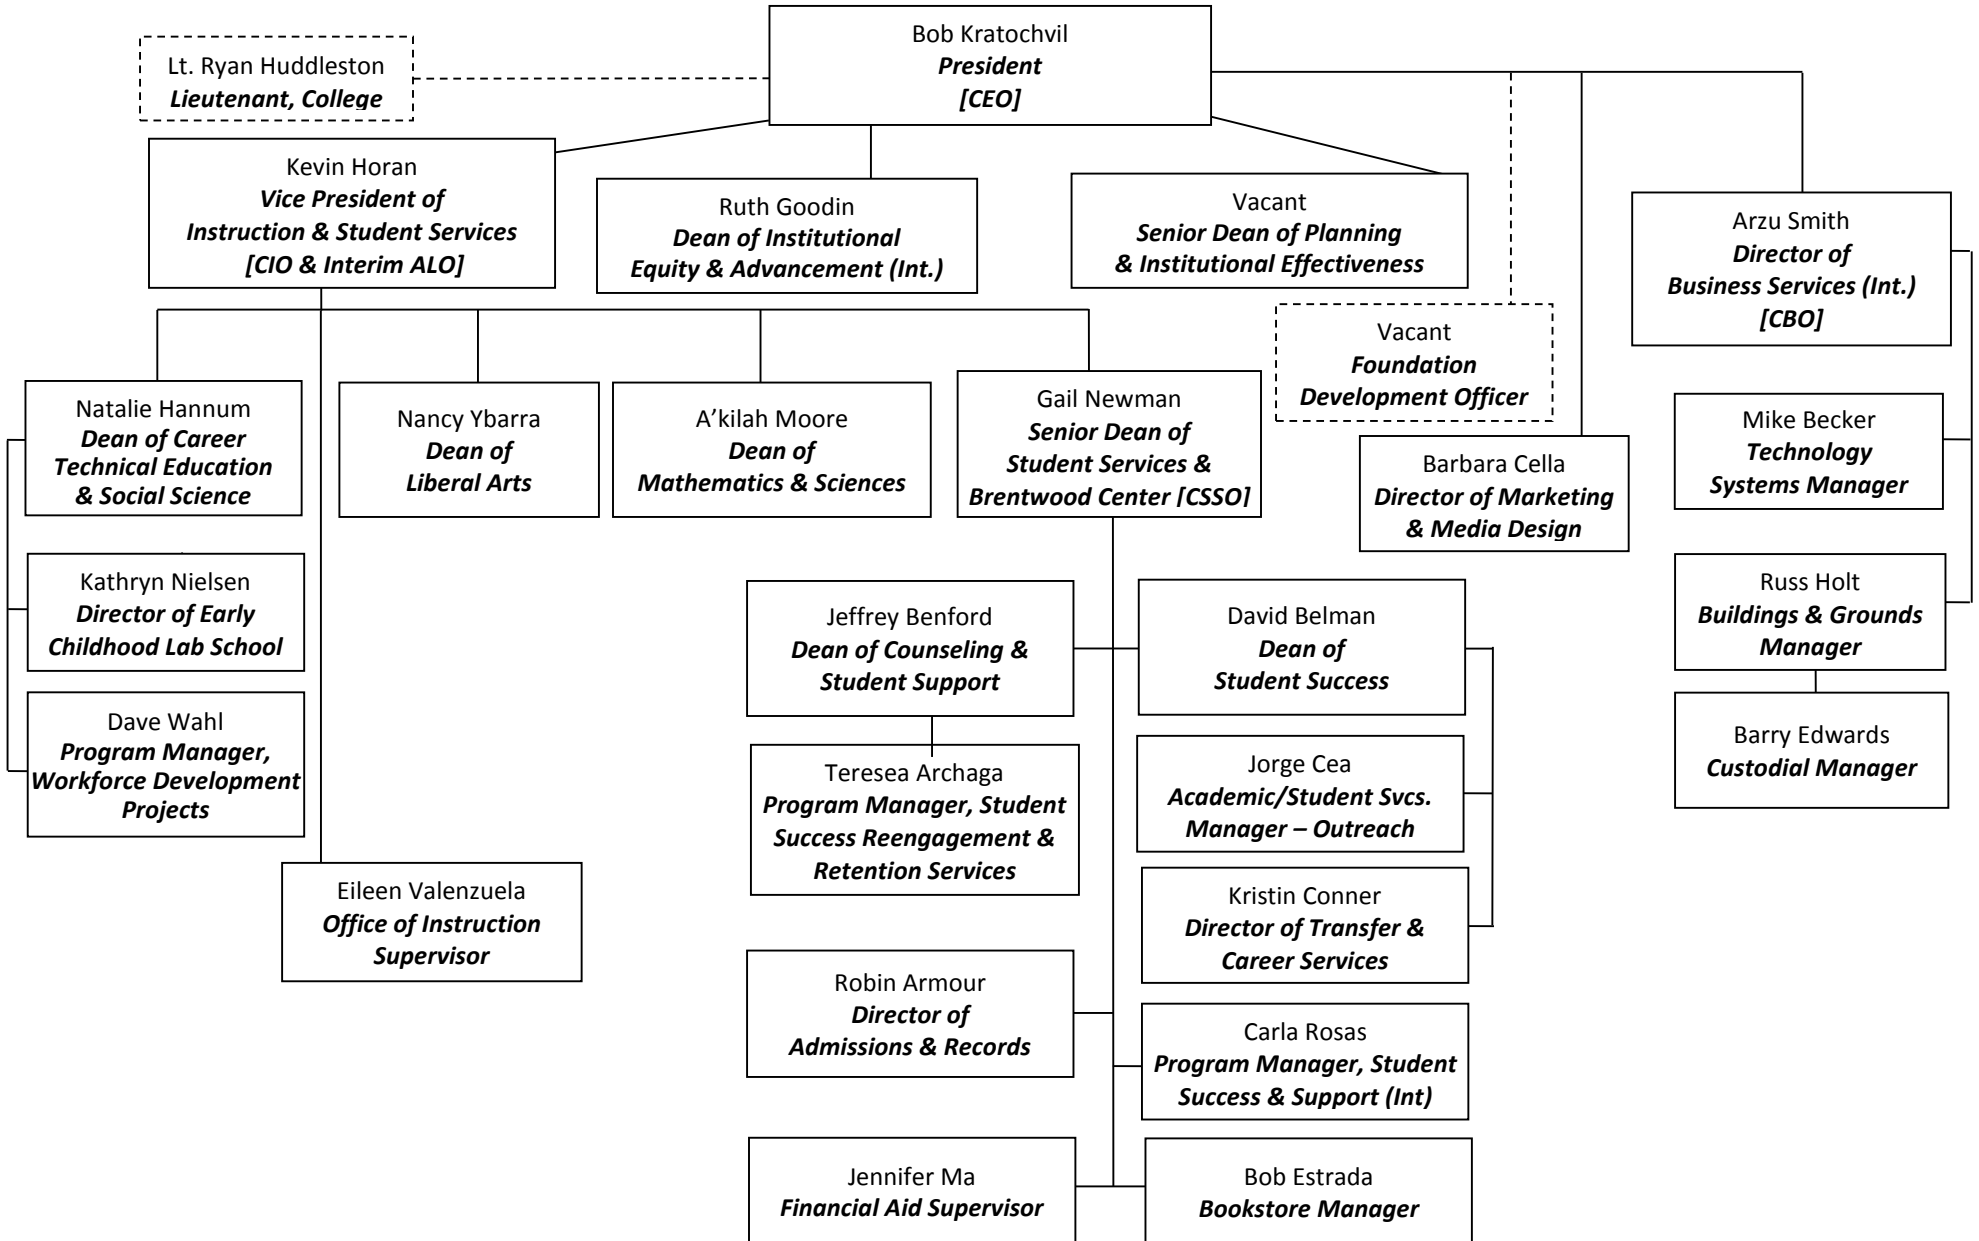 Bob Kratochvil
President
[CEO]
Lt. Ryan Huddleston
Lieutenant, College
Kevin Horan
Vice President of
Instruction & Student Services
[CIO & Interim ALO]
Ruth Goodin
Dean of Institutional
Equity & Advancement (Int.)
Vacant
Senior Dean of Planning
& Institutional Effectiveness
Arzu Smith
Director of
Business Services (Int.)
[CBO]
Vacant
Foundation
Development Officer
Natalie Hannum
Dean of Career
Technical Education
& Social Science
Nancy Ybarra
Dean of
Liberal Arts
A’kilah Moore
Dean of
Mathematics & Sciences
Gail Newman
Senior Dean of
Student Services &
Brentwood Center [CSSO]
Barbara Cella
Director of Marketing
& Media Design
Mike Becker
Technology
Systems Manager
Kathryn Nielsen
Director of Early
Childhood Lab School
Jeffrey Benford
Dean of Counseling &
Student Support
David Belman
Dean of
Student Success
Russ Holt
Buildings & Grounds
Manager
Dave Wahl
Program Manager,
Workforce Development
Projects
Teresea Archaga
Program Manager, Student
Success Reengagement &
Retention Services
Jorge Cea
Academic/Student Svcs.
Manager – Outreach
Barry Edwards
Custodial Manager
Eileen Valenzuela
Office of Instruction
Supervisor
Kristin Conner
Director of Transfer &
Career Services
Robin Armour
Director of
Admissions & Records
Carla Rosas
Program Manager, Student
Success & Support (Int)
Jennifer Ma
Financial Aid Supervisor
Bob Estrada
Bookstore Manager